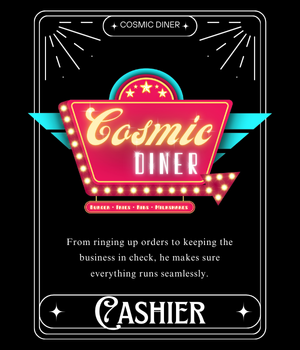 COSMIC DINER
Cosmic
DINER
BURGER • FRIES • RIBS • MILKSHAKES
From ringing up orders to keeping the
business in check, he makes sure
everything runs seamlessly.
CASHIER